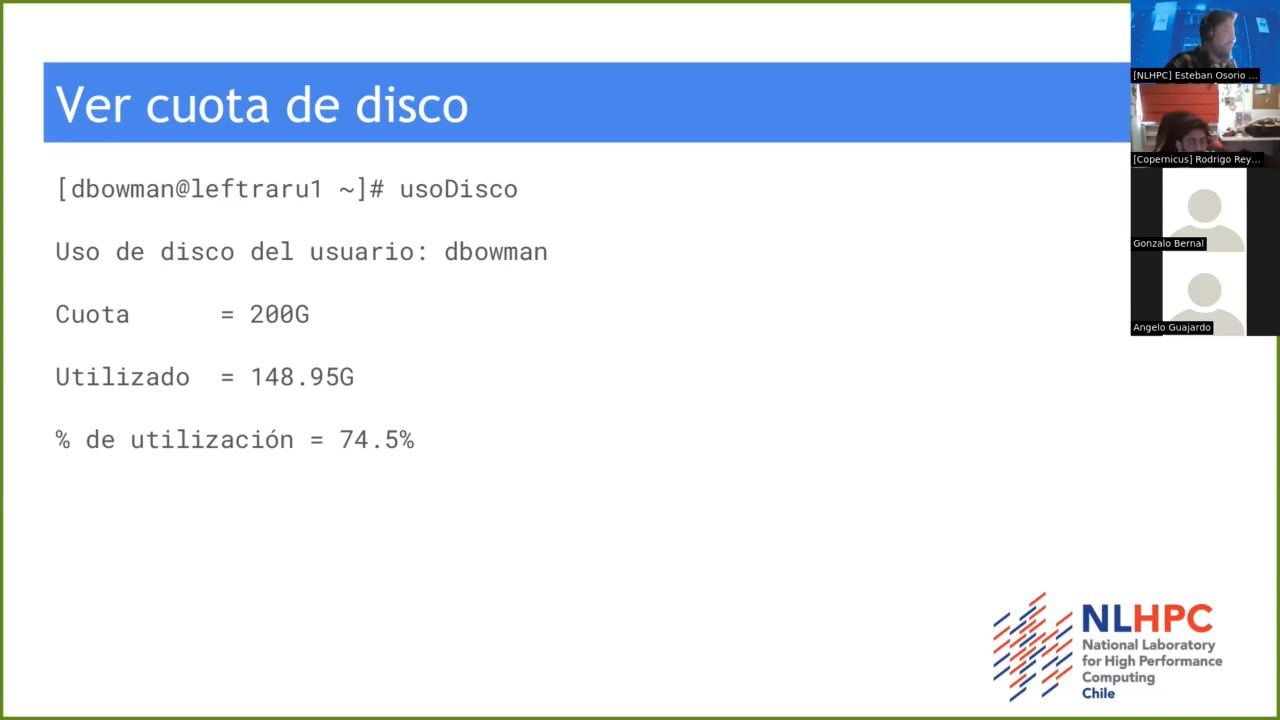 Ver cuota de disco
[dbowman@leftraru1 ~]# usoDisco
Uso de disco del usuario: dbowman
Cuota      = 200G
Utilizado  = 148.95G
% de utilización = 74.5%
[NLHPC] Esteban Osorio ...
[Copernicus] Rodrigo Rey...
Gonzalo Bernal
Angelo Guajardo
NLHPC
National Laboratory
for High Performance
Computing
Chile